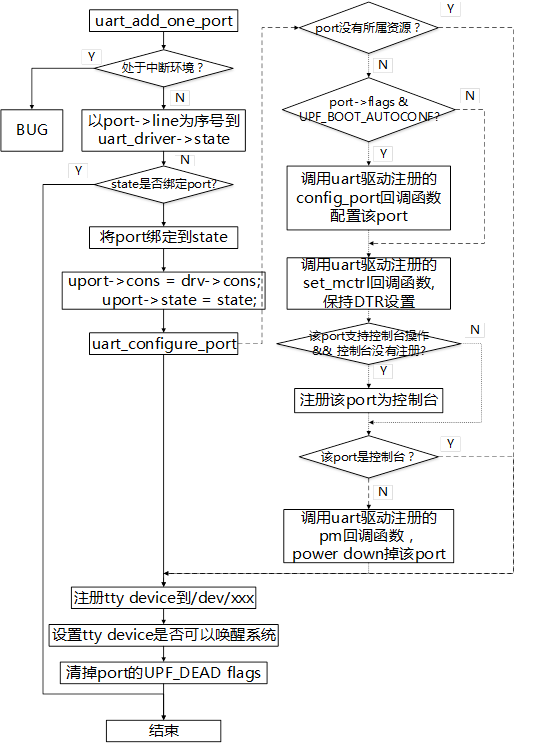 uart_add_one_port
处于中断环境？
Y
N
BUG
以port->line为序号到
uart_driver->state
N
Y
state是否绑定port?
将port绑定到state
uport->cons = drv->cons;
uport->state = state;
uart_configure_port
port没有所属资源？
Y
N
port->flags &
UPF_BOOT_AUTOCONF?
N
Y
调用uart驱动注册的
config_port回调函数
配置该port
调用uart驱动注册的
set_mctrl回调函数,
保持DTR设置
该port支持控制台操作
&& 控制台没有注册?
N
Y
注册该port为控制台
该port是控制台？
Y
N
调用uart驱动注册的
pm回调函数，
power down掉该port
注册tty device到/dev/xxx
设置tty device是否可以唤醒系统
清掉port的UPF_DEAD flags
结束